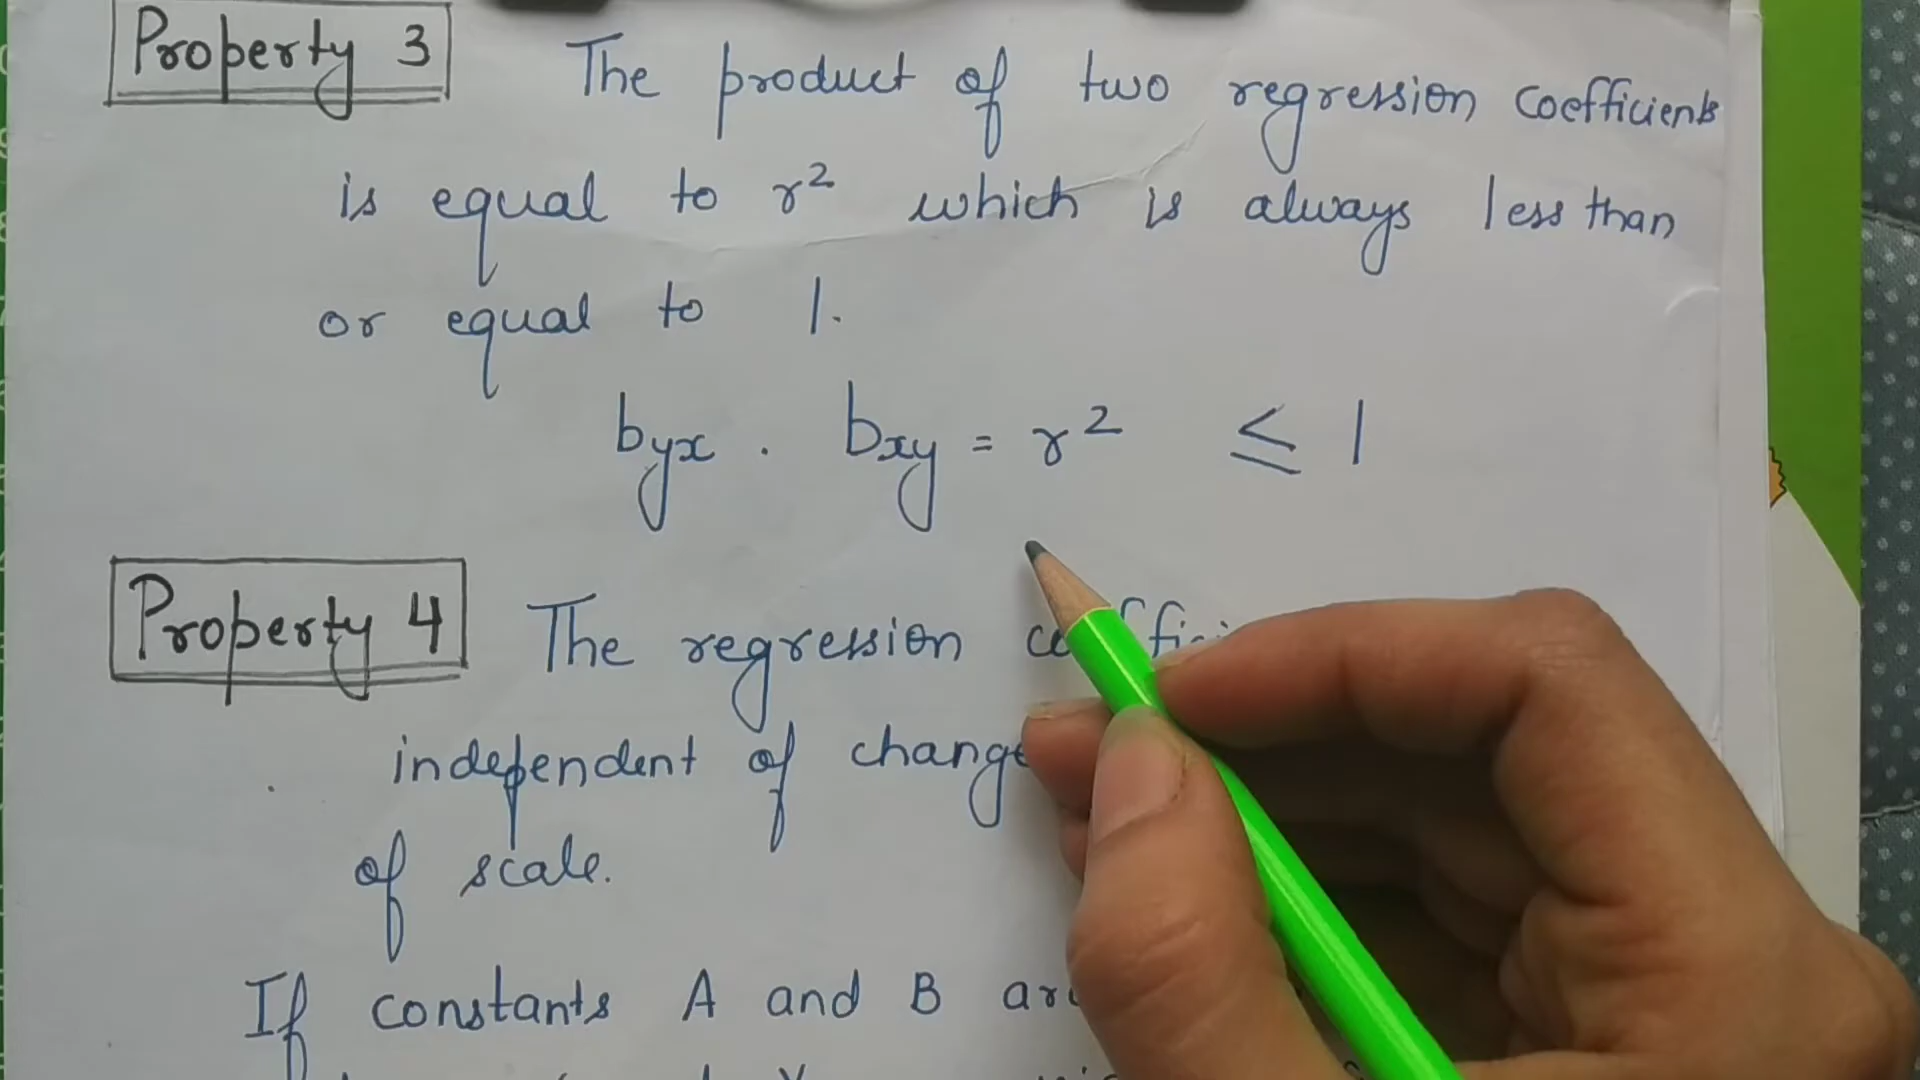 Property 3 The product of two regression coefficients
is equal to r² which is always less than
or equal to 1.
byx . bxy = r² ≤ 1
Property 4 The regression
independent of change
of scale.
If constants A and B